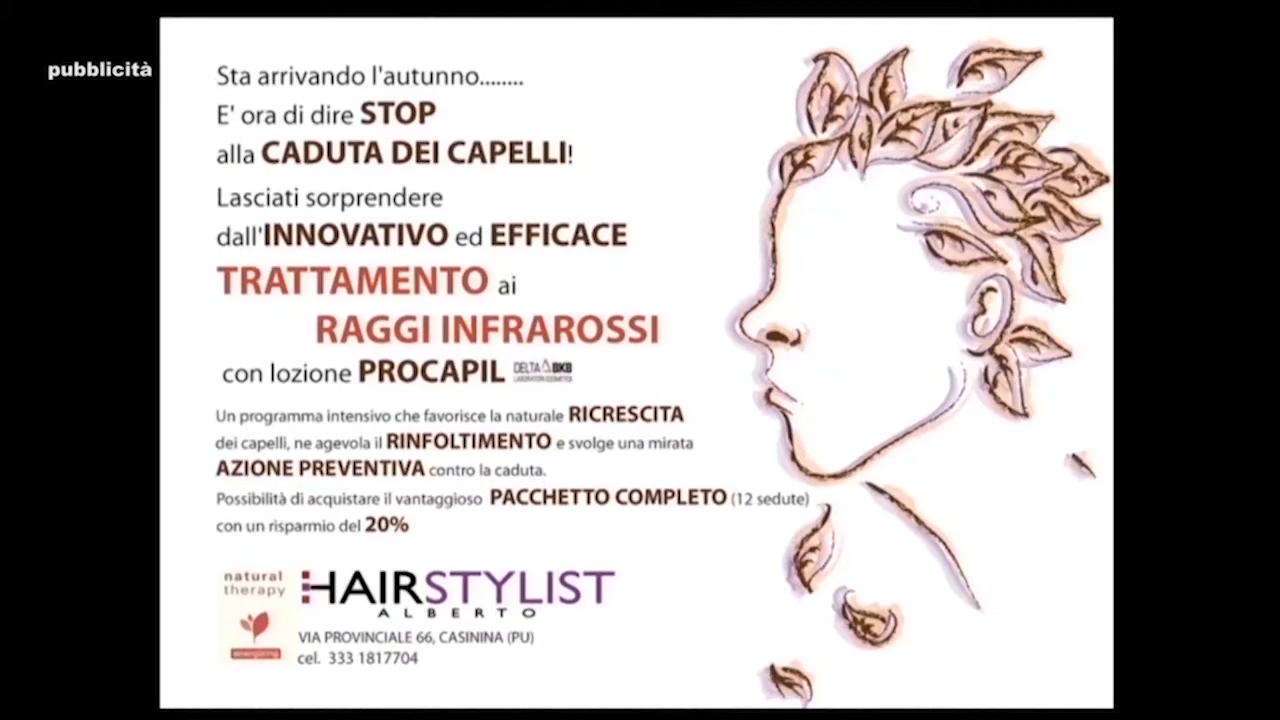 pubblicità
Sta arrivando l'autunno........
E' ora di dire STOP
alla CADUTA DEI CAPELLI!
Lasciati sorprendere
dall'INNOVATIVO ed EFFICACE
TRATTAMENTO ai
RAGGI INFRAROSSI
con lozione PROCAPIL DELTA BKB
LABORATORI COSMETICI
Un programma intensivo che favorisce la naturale RICRESCITA
dei capelli, ne agevola il RINFOLTIMENTO e svolge una mirata
AZIONE PREVENTIVA contro la caduta.
Possibilità di acquistare il vantaggioso PACCHETTO COMPLETO (12 sedute)
con un risparmio del 20%
natural
therapy
energizing
HAIRSTYLIST
ALBERTO
VIA PROVINCIALE 66, CASININA (PU)
cel. 333 1817704